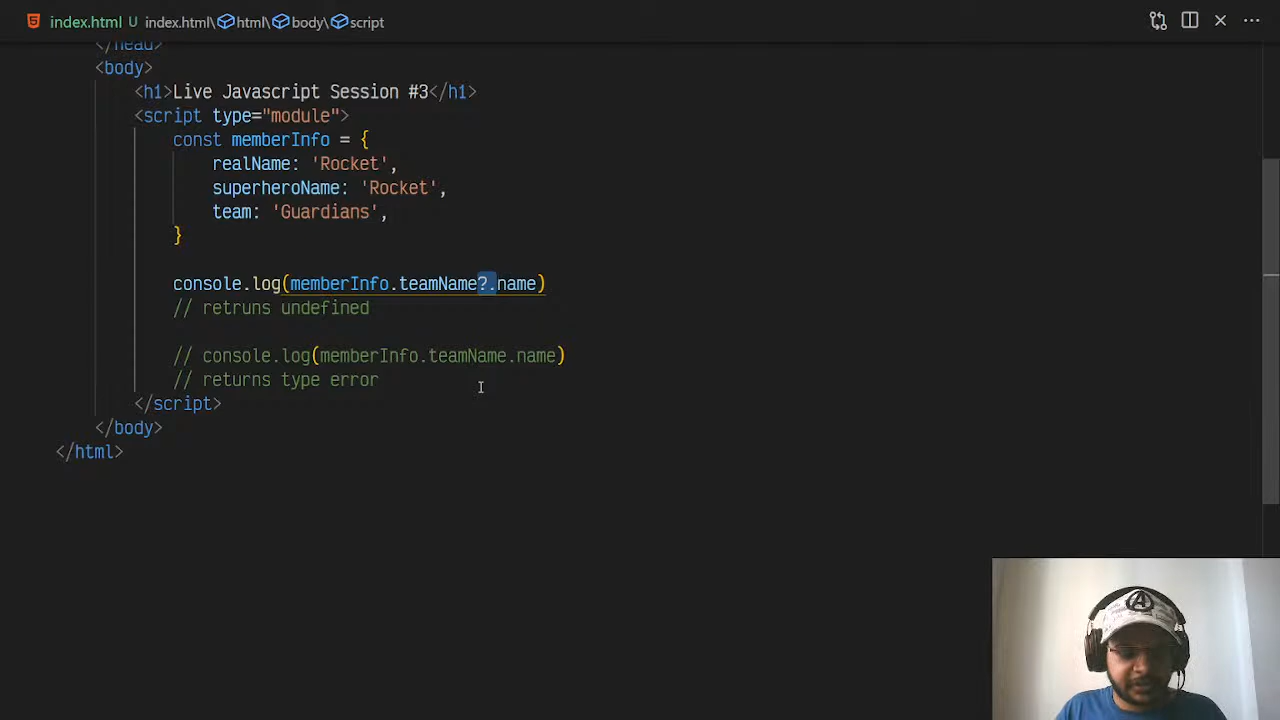 index.html U index.html\html\body\script
</head>
<body>
<h1>Live Javascript Session #3</h1>
<script type="module">
const memberInfo = {
realName: 'Rocket',
superheroName: 'Rocket',
team: 'Guardians',
}
console.log(memberInfo.teamName?.name)
// retruns undefined
// console.log(memberInfo.teamName.name)
// returns type error
</script>
</body>
</html>